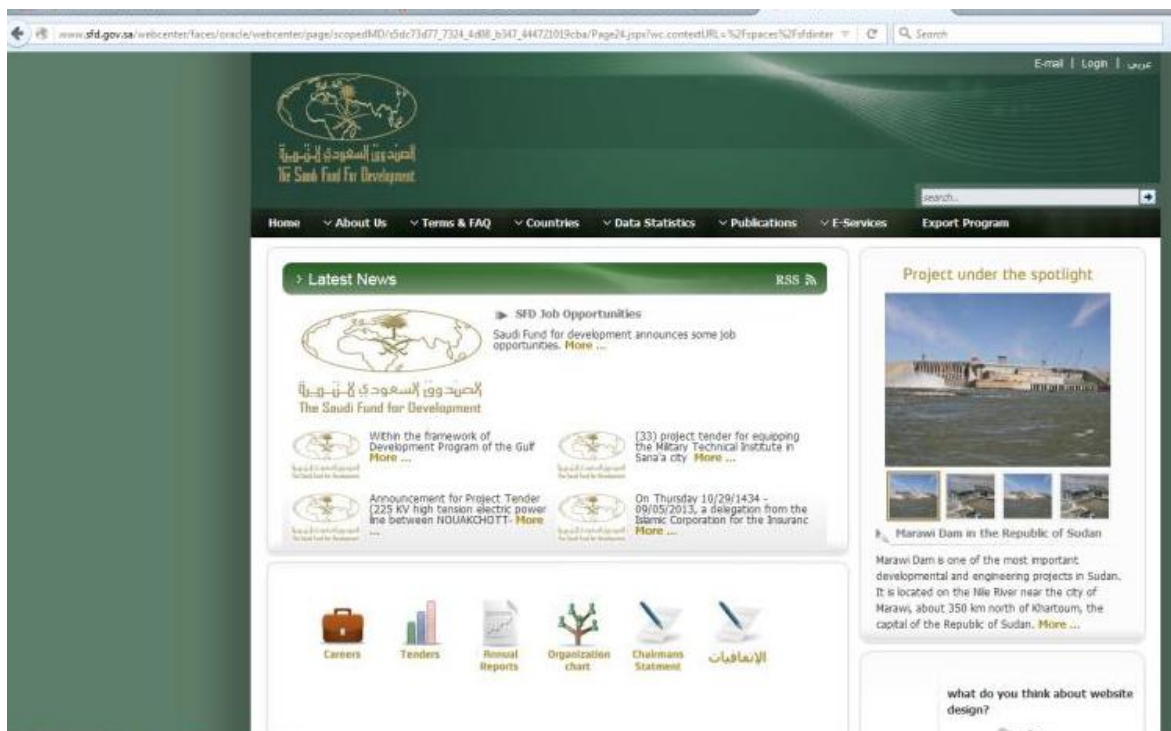 www.sfd.gov.sa/webcenter/faces/oracle/webcenter/page/scopedMD/
Search
E-mail | Login | عربي
الصندوق السعودي للتنمية
The Saudi Fund For Development
search..
Home About Us Terms & FAQ Countries Data Statistics Publications E-Services Export Program
Latest News
RSS
SFD Job Opportunities
Saudi Fund for development announces some job
opportunities. More ...
الصندوق السعودي للتنمية
The Saudi Fund for Development
Within the framework of
Development Program of the Gulf
More ...
(33) project tender for equipping
the Military Technical Institute in
Sana'a city More ...
Announcement for Project Tender
(225 KV high tension electric power
line between NOUAKCHOTT- More
...
On Thursday 10/29/1434 -
09/05/2013, a delegation from the
Islamic Corporation for the Insuranc
More ...
Careers
Tenders
Annual
Reports
Organization
chart
Chairmans
Statment
الإتفاقيات
Project under the spotlight
Marawi Dam in the Republic of Sudan
Marawi Dam is one of the most important
developmental and engineering projects in Sudan.
It is located on the Nile River near the city of
Marawi, about 350 km north of Khartoum, the
capital of the Republic of Sudan. More ...
what do you think about website
design?